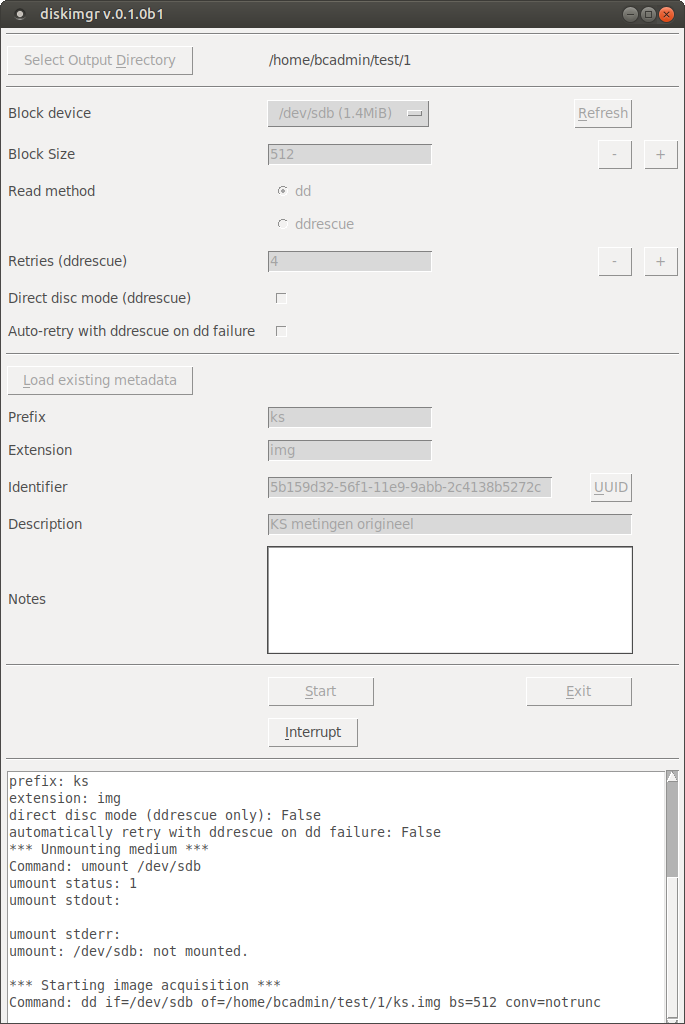 diskimgr v.0.1.0b1
Select Output Directory /home/bcadmin/test/1
Block device /dev/sdb (1.4MiB) Refresh
Block Size 512 - +
Read method dd
ddrescue
Retries (ddrescue) 4 - +
Direct disc mode (ddrescue)
Auto-retry with ddrescue on dd failure
Load existing metadata
Prefix ks
Extension img
Identifier 5b159d32-56f1-11e9-9abb-2c4138b5272c UUID
Description KS metingen origineel
Notes
Start Exit
Interrupt
prefix: ks
extension: img
direct disc mode (ddrescue only): False
automatically retry with ddrescue on dd failure: False
*** Unmounting medium ***
Command: umount /dev/sdb
umount status: 1
umount stdout:
umount stderr:
umount: /dev/sdb: not mounted.
*** Starting image acquisition ***
Command: dd if=/dev/sdb of=/home/bcadmin/test/1/ks.img bs=512 conv=notrunc